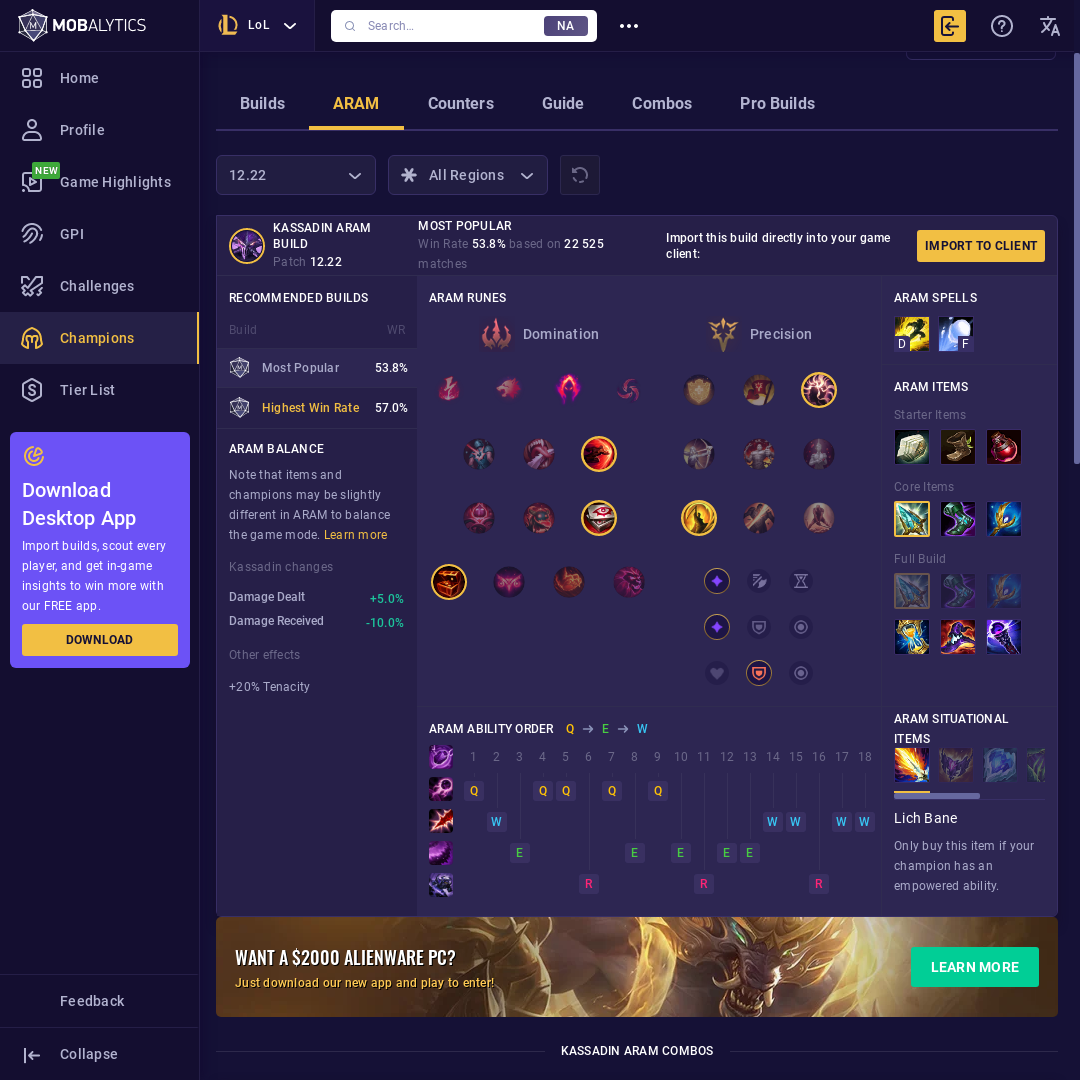 MOBALYTICS
LoL
Search...
NA
Home
Profile
NEW
Game Highlights
GPI
Challenges
Champions
Tier List
Download
Desktop App
Import builds, scout every
player, and get in-game
insights to win more with
our FREE app.
DOWNLOAD
Feedback
Collapse
Builds
ARAM
Counters
Guide
Combos
Pro Builds
12.22
All Regions
KASSADIN ARAM
BUILD
Patch 12.22
MOST POPULAR
Win Rate 53.8% based on 22 525
matches
Import this build directly into your game
client:
IMPORT TO CLIENT
RECOMMENDED BUILDS
Build WR
Most Popular 53.8%
Highest Win Rate 57.0%
ARAM BALANCE
Note that items and
champions may be slightly
different in ARAM to balance
the game mode. Learn more
Kassadin changes
Damage Dealt +5.0%
Damage Received -10.0%
Other effects
+20% Tenacity
ARAM RUNES
Domination
Precision
ARAM SPELLS
D F
ARAM ITEMS
Starter Items
Core Items
Full Build
ARAM ABILITY ORDER Q E W
1 2 3 4 5 6 7 8 9 10 11 12 13 14 15 16 17 18
Q Q Q Q Q
W W W W W
E E E E E
R R R
ARAM SITUATIONAL
ITEMS
Lich Bane
Only buy this item if your
champion has an
empowered ability.
WANT A $2000 ALIENWARE PC?
Just download our new app and play to enter!
LEARN MORE
KASSADIN ARAM COMBOS